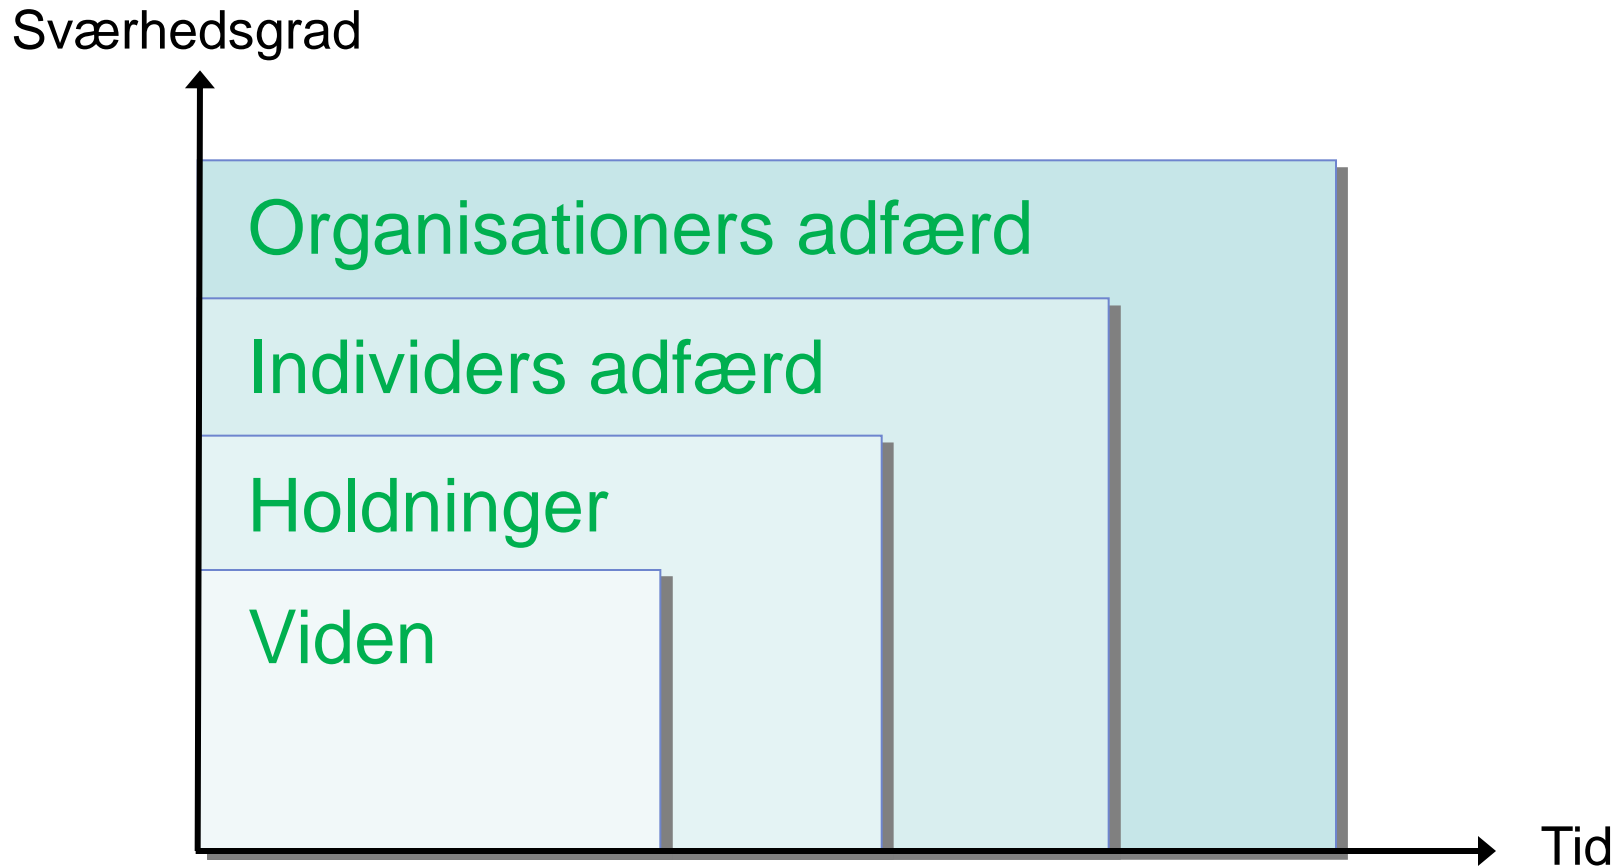 Sværhedsgrad
Organisationers adfærd
Individers adfærd
Holdninger
Viden
Tid